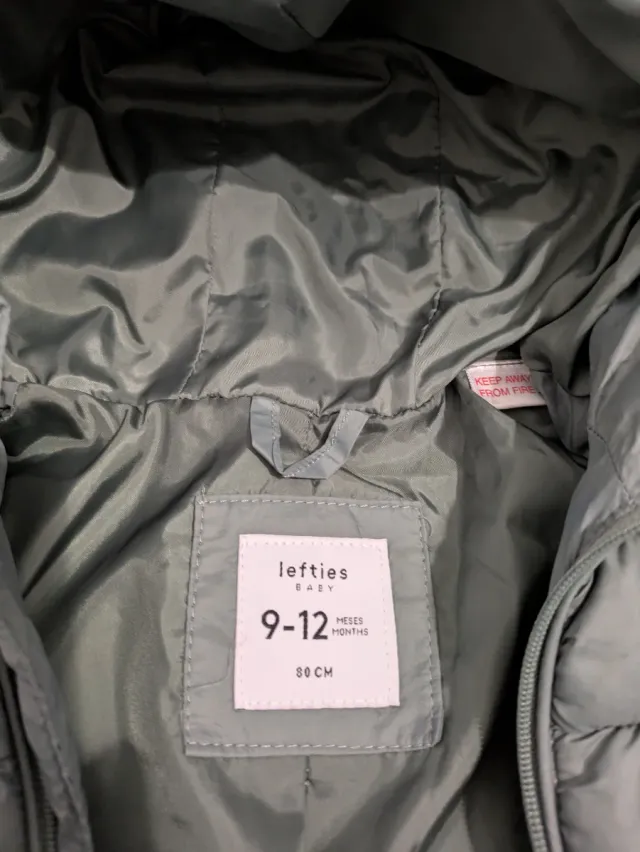 KEEP AWAY
FROM FIRE
lefties
BABY
9-12 MESES
MONTHS
80 CM